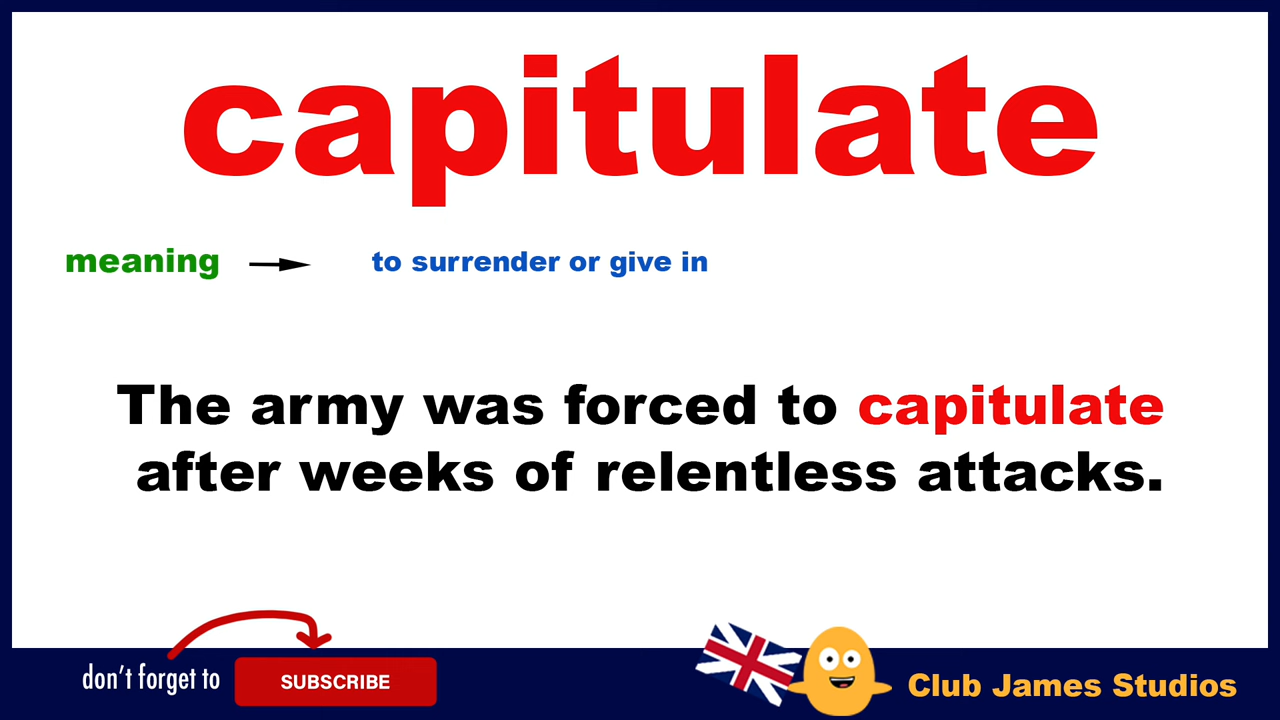 capitulate
meaning to surrender or give in
The army was forced to capitulate
after weeks of relentless attacks.
don't forget to SUBSCRIBE
Club James Studios